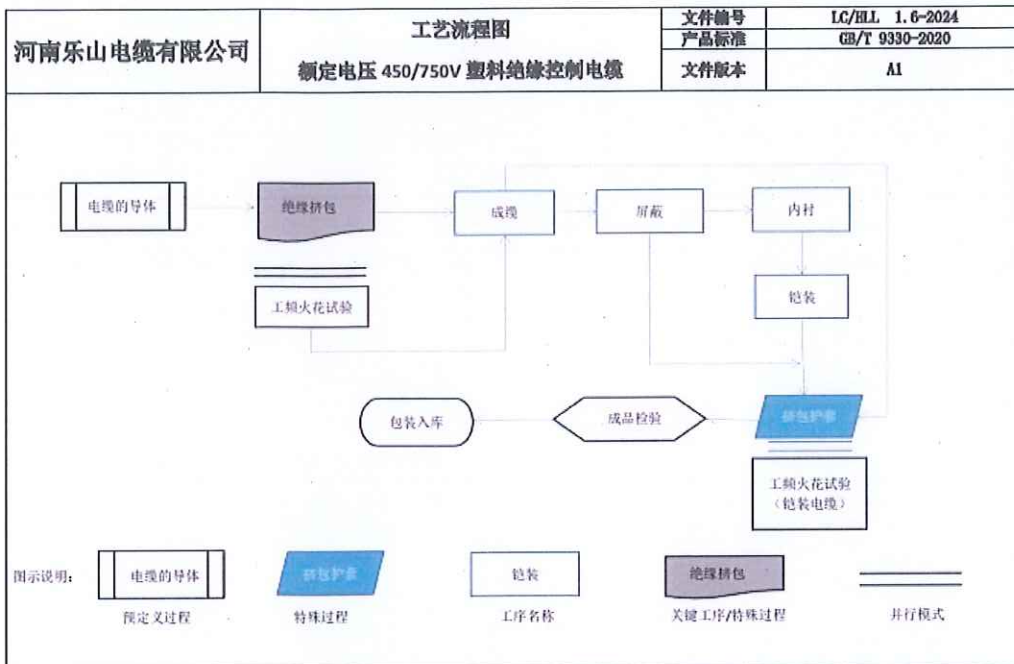 河南乐山电缆有限公司
工艺流程图
额定电压 450/750V 塑料绝缘控制电缆
文件编号
LC/HLL 1.6-2024
产品标准
GB/T 9330-2020
文件版本
A1
电缆的导体
绝缘挤包
成缆
屏蔽
内衬
工频火花试验
铠装
包装入库
成品检验
挤包护套
工频火花试验
（铠装电缆）
图示说明：
电缆的导体
挤包护套
铠装
绝缘挤包
预定义过程
特殊过程
工序名称
关键工序/特殊过程
并行模式